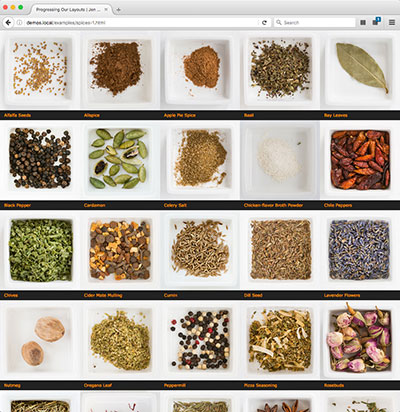 Progressing Our Layouts | Jen ...
demos.local/examples/spices-1.html
Search
Alfalfa Seeds
Allspice
Apple Pie Spice
Basil
Bay Leaves
Black Pepper
Cardamon
Celery Salt
Chicken-flavor Broth Powder
Chile Peppers
Chives
Cider Mate Mulling
Cumin
Dill Seed
Lavender Flowers
Nutmeg
Oregano Leaf
Peppermill
Pizza Seasoning
Rosebuds